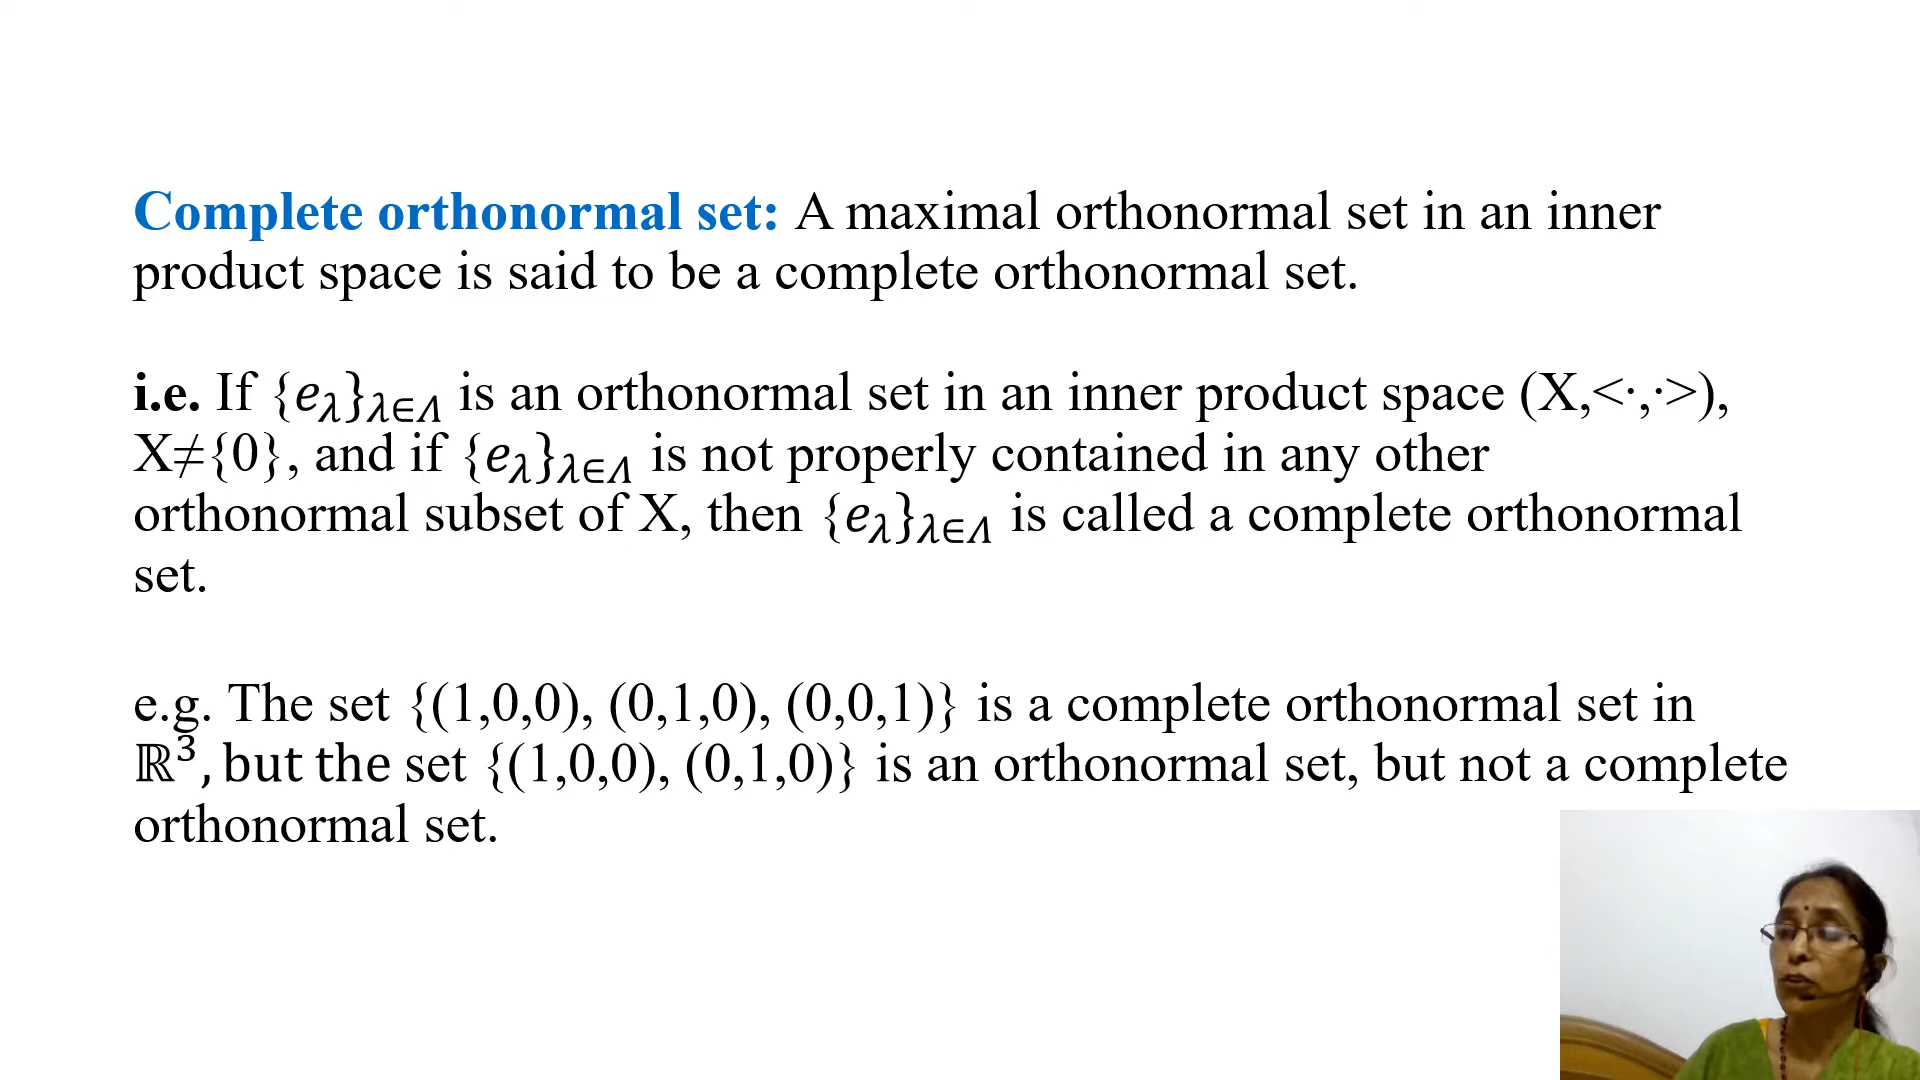 Complete orthonormal set: A maximal orthonormal set in an inner
product space is said to be a complete orthonormal set.
i.e. If {𝑒𝜆}𝜆∈𝛬 is an orthonormal set in an inner product space (X,<·,·>),
X≠{0}, and if {𝑒𝜆}𝜆∈𝛬 is not properly contained in any other
orthonormal subset of X, then {𝑒𝜆}𝜆∈𝛬 is called a complete orthonormal
set.
e.g. The set {(1,0,0), (0,1,0), (0,0,1)} is a complete orthonormal set in
ℝ³, but the set {(1,0,0), (0,1,0)} is an orthonormal set, but not a complete
orthonormal set.